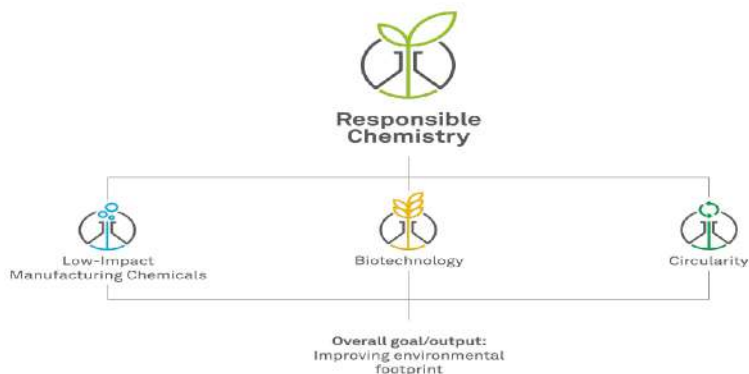 Responsible
Chemistry
Low-Impact
Manufacturing Chemicals
Biotechnology
Circularity
Overall goal/output:
Improving environmental
footprint